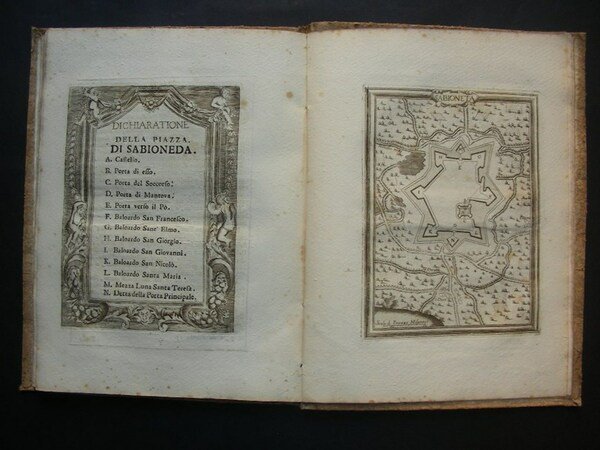 DICHIARATIONE
DELLA PIAZZA
DI SABIONEDA.
A. Castello.
B. Porta di esso.
C. Porta del Soccorso.
D. Porta di Mantova.
E. Porta verso il Pò.
F. Baloardo San Francesco.
G. Baloardo Sant' Elmo.
H. Baloardo San Giorgio.
I. Baloardo San Giovanni.
K. Baloardo San Nicolò.
L. Baloardo Santa Maria.
M. Mezza Luna Santa Teresa.
N. Detta della Porta Principale.
SABIONE